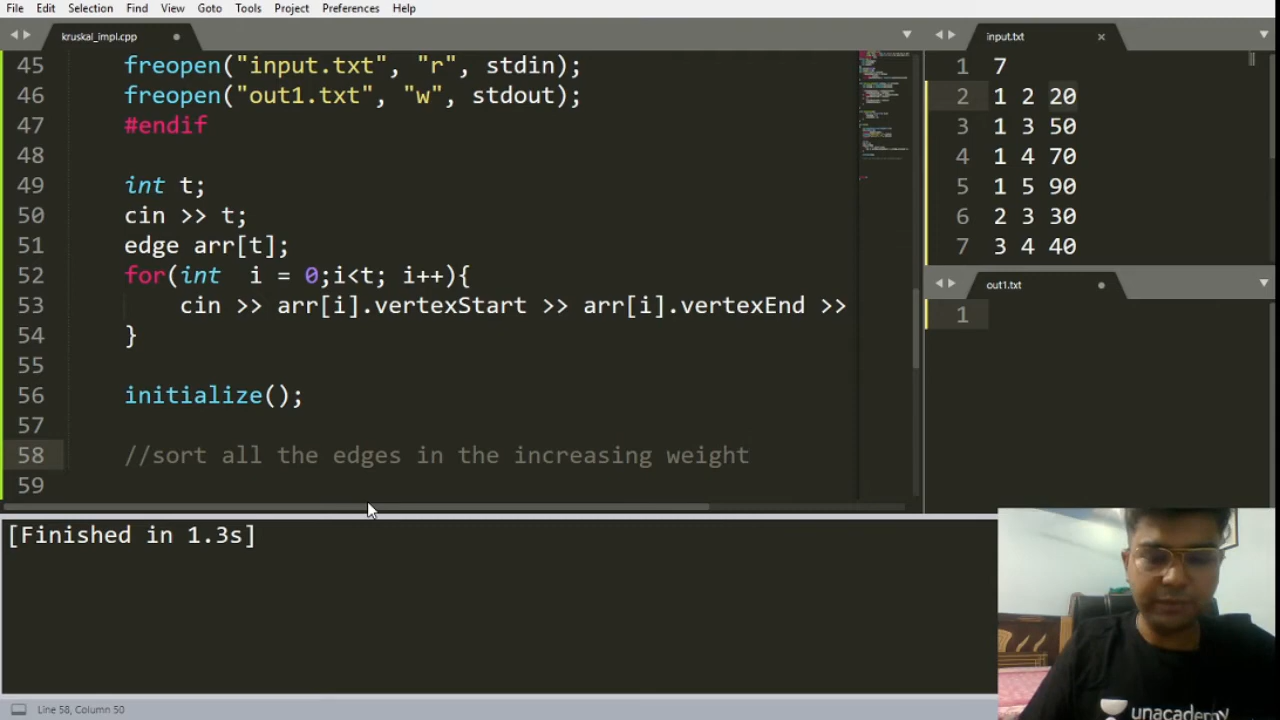 File Edit Selection Find View Goto Tools Project Preferences Help
kruskal_impl.cpp
45 freopen("input.txt", "r", stdin);
46 freopen("out1.txt", "w", stdout);
47 #endif
48
49 int t;
50 cin >> t;
51 edge arr[t];
52 for(int i = 0;i<t; i++){
53 cin >> arr[i].vertexStart >> arr[i].vertexEnd >>
54 }
55
56 initialize();
57
58 //sort all the edges in the increasing weight
59
input.txt
1 7
2 1 2 20
3 1 3 50
4 1 4 70
5 1 5 90
6 2 3 30
7 3 4 40
out1.txt
1
[Finished in 1.3s]
unacademy
Line 58, Column 50